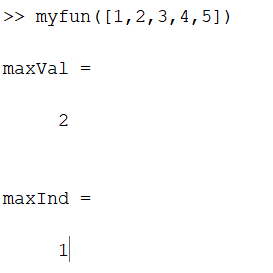 >> myfun([1,2,3,4,5])
maxVal =
2
maxInd =
1